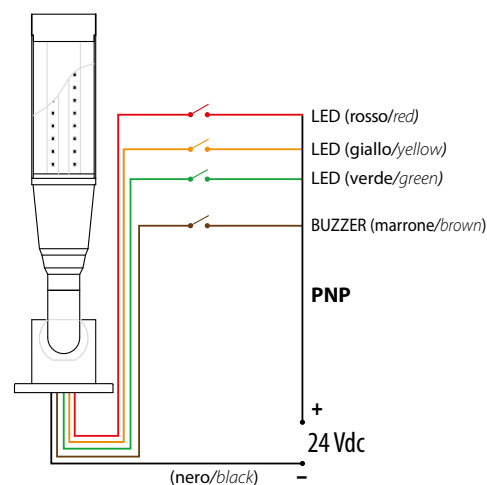 LED (rosso/red)
LED (giallo/yellow)
LED (verde/green)
BUZZER (marrone/brown)
PNP
+
24 Vdc
–
(nero/black)